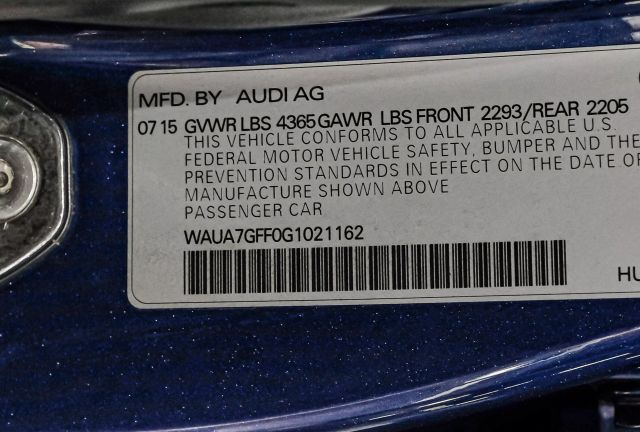 MFD. BY AUDI AG
07 15 GVWR LBS 4365 GAWR LBS FRONT 2293/REAR 2205
THIS VEHICLE CONFORMS TO ALL APPLICABLE U.S.
FEDERAL MOTOR VEHICLE SAFETY, BUMPER AND THE
PREVENTION STANDARDS IN EFFECT ON THE DATE OF
MANUFACTURE SHOWN ABOVE
PASSENGER CAR
WAUA7GFF0G1021162
HU